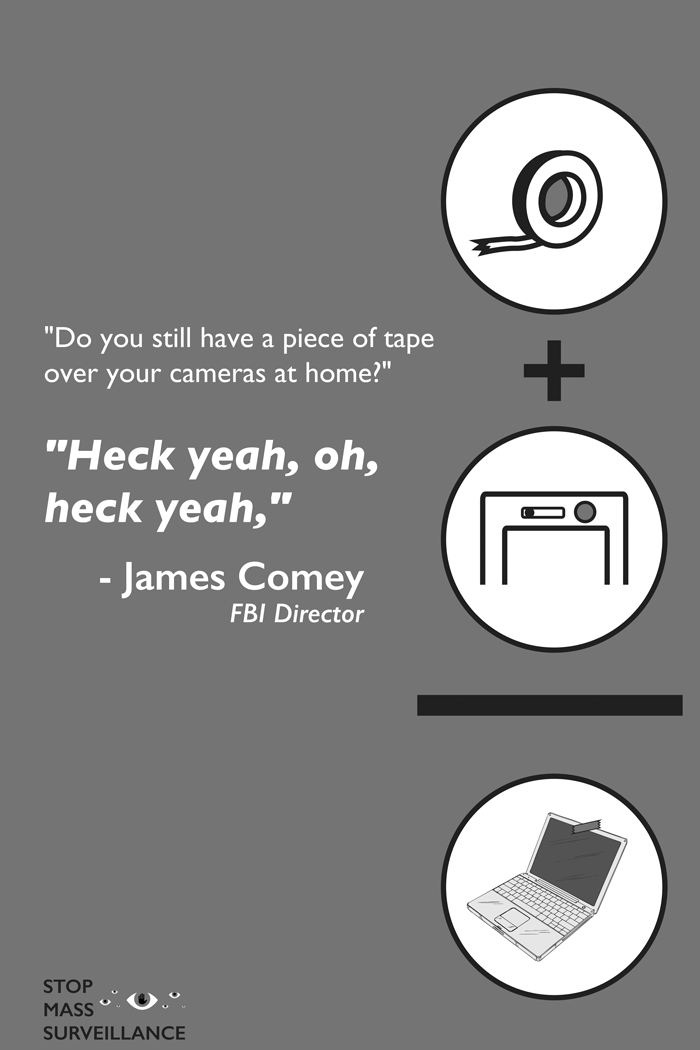 "Do you still have a piece of tape
over your cameras at home?"
"Heck yeah, oh,
heck yeah,"
- James Comey
FBI Director
STOP
MASS
SURVEILLANCE